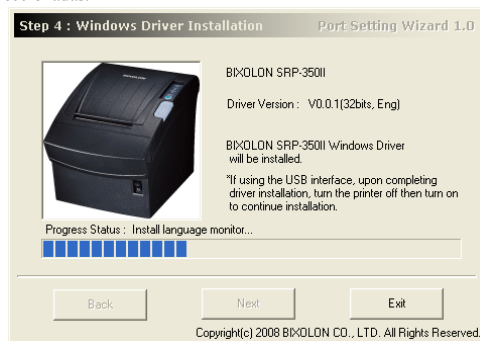 Step 4 : Windows Driver Installation Port Setting Wizard 1.0
BIXOLON SRP-350II
Driver Version : V0.0.1(32bits, Eng)
BIXOLON SRP-350II Windows Driver
will be installed.
*If using the USB interface, upon completing
driver installation, turn the printer off then turn on
to continue installation.
Progress Status : Install language monitor...
Back Next Exit
Copyright(c) 2008 BIXOLON CO., LTD. All Rights Reserved.